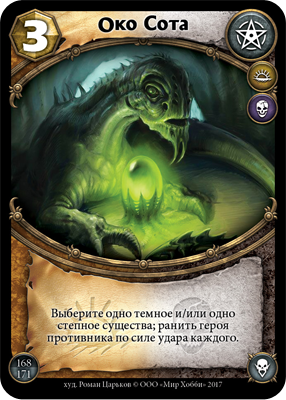 Око Сота
3
Выберите одно темное и/или одно
степное существа; ранить героя
противника по силе удара каждого.
168
171
худ. Роман Царьков © ООО «Мир Хобби» 2017